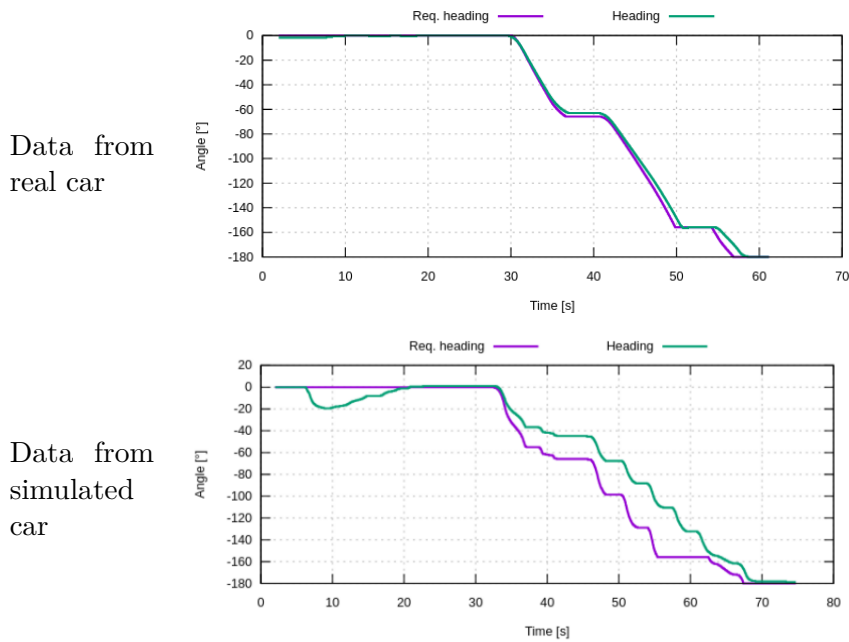 Req. heading Heading
0
-20
-40
-60
-80
-100
-120
-140
-160
-180
Angle [°]
0 10 20 30 40 50 60 70
Time [s]
Data from
real car
Req. heading Heading
20
0
-20
-40
-60
-80
-100
-120
-140
-160
-180
Angle [°]
0 10 20 30 40 50 60 70 80
Time [s]
Data from
simulated
car